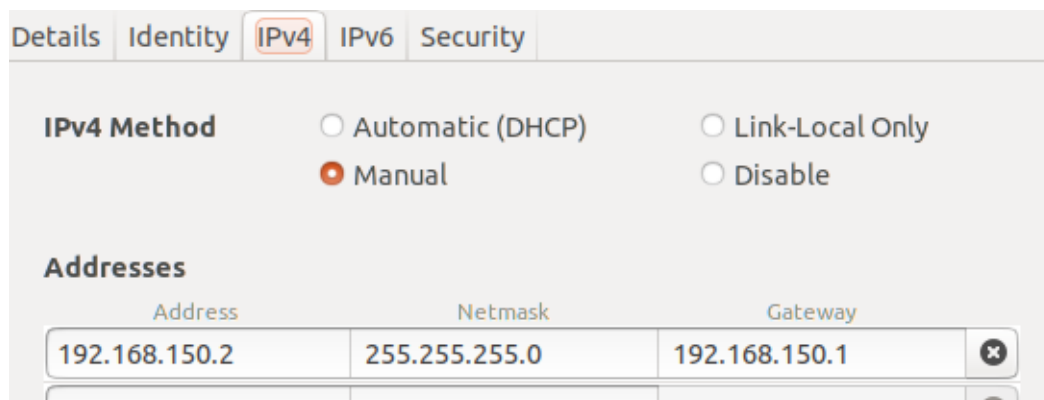 Details Identity IPv4 IPv6 Security
IPv4 Method Automatic (DHCP) Link-Local Only
Manual Disable
Addresses
Address Netmask Gateway
192.168.150.2 255.255.255.0 192.168.150.1